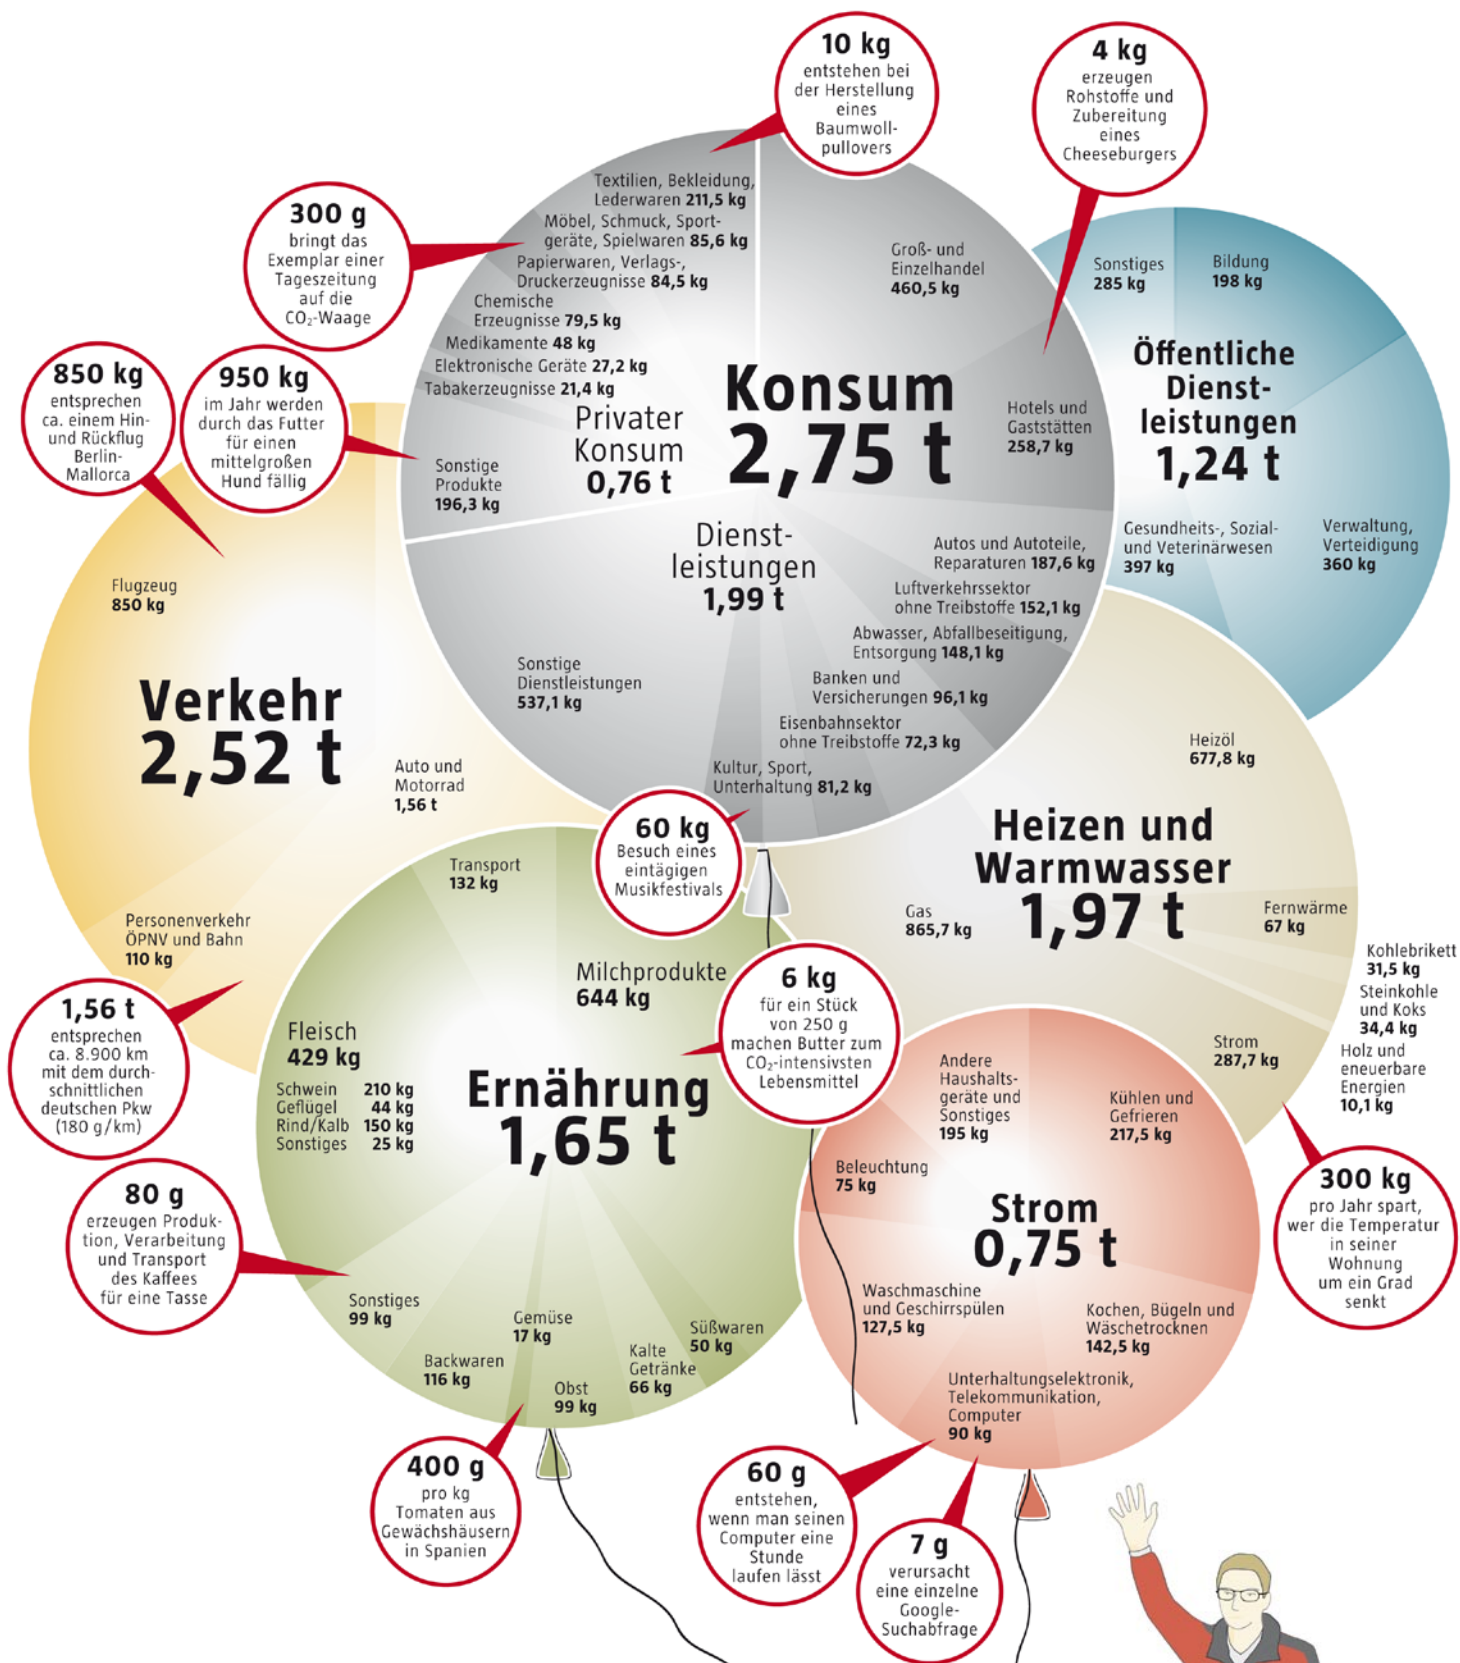 10 kg
entstehen bei
der Herstellung
eines
Baumwoll-
pullovers
4 kg
erzeugen
Rohstoffe und
Zubereitung
eines
Cheeseburgers
300 g
bringt das
Exemplar einer
Tageszeitung
auf die
CO₂-Waage
850 kg
entsprechen
ca. einem Hin-
und Rückflug
Berlin-
Mallorca
950 kg
im Jahr werden
durch das Futter
für einen
mittelgroßen
Hund fällig
Textilien, Bekleidung,
Lederwaren 211,5 kg
Möbel, Schmuck, Sport-
geräte, Spielwaren 85,6 kg
Papierwaren, Verlags-,
Druckerzeugnisse 84,5 kg
Chemische
Erzeugnisse 79,5 kg
Medikamente 48 kg
Elektronische Geräte 27,2 kg
Tabakerzeugnisse 21,4 kg
Privater
Konsum
0,76 t
Sonstige
Produkte
196,3 kg
Konsum
2,75 t
Groß- und
Einzelhandel
460,5 kg
Hotels und
Gaststätten
258,7 kg
Dienst-
leistungen
1,99 t
Autos und Autoteile,
Reparaturen 187,6 kg
Luftverkehrssektor
ohne Treibstoffe 152,1 kg
Abwasser, Abfallbeseitigung,
Entsorgung 148,1 kg
Banken und
Versicherungen 96,1 kg
Eisenbahnsektor
ohne Treibstoffe 72,3 kg
Kultur, Sport,
Unterhaltung 81,2 kg
Sonstige
Dienstleistungen
537,1 kg
60 kg
Besuch eines
eintägigen
Musikfestivals
Sonstiges
285 kg
Bildung
198 kg
Öffentliche
Dienst-
leistungen
1,24 t
Gesundheits-, Sozial-
und Veterinärwesen
397 kg
Verwaltung,
Verteidigung
360 kg
Flugzeug
850 kg
Verkehr
2,52 t
Auto und
Motorrad
1,56 t
Personenverkehr
ÖPNV und Bahn
110 kg
1,56 t
entsprechen
ca. 8.900 km
mit dem durch-
schnittlichen
deutschen Pkw
(180 g/km)
Heizöl
677,8 kg
Heizen und
Warmwasser
1,97 t
Gas
865,7 kg
Fernwärme
67 kg
Kohlebrikett
31,5 kg
Steinkohle
und Koks
34,4 kg
Holz und
eneuerbare
Energien
10,1 kg
Strom
287,7 kg
300 kg
pro Jahr spart,
wer die Temperatur
in seiner
Wohnung
um ein Grad
senkt
Transport
132 kg
Milchprodukte
644 kg
6 kg
für ein Stück
von 250 g
machen Butter zum
CO₂-intensivsten
Lebensmittel
Fleisch
429 kg
Schwein 210 kg
Geflügel 44 kg
Rind/Kalb 150 kg
Sonstiges 25 kg
Ernährung
1,65 t
80 g
erzeugen Produk-
tion, Verarbeitung
und Transport
des Kaffees
für eine Tasse
Sonstiges
99 kg
Backwaren
116 kg
Gemüse
17 kg
Obst
99 kg
Kalte
Getränke
66 kg
Süßwaren
50 kg
400 g
pro kg
Tomaten aus
Gewächshäusern
in Spanien
Andere
Haushalts-
geräte und
Sonstiges
195 kg
Kühlen und
Gefrieren
217,5 kg
Beleuchtung
75 kg
Strom
0,75 t
Waschmaschine
und Geschirrspülen
127,5 kg
Kochen, Bügeln und
Wäschetrocknen
142,5 kg
Unterhaltungselektronik,
Telekommunikation,
Computer
90 kg
60 g
entstehen,
wenn man seinen
Computer eine
Stunde
laufen lässt
7 g
verursacht
eine einzelne
Google-
Suchabfrage